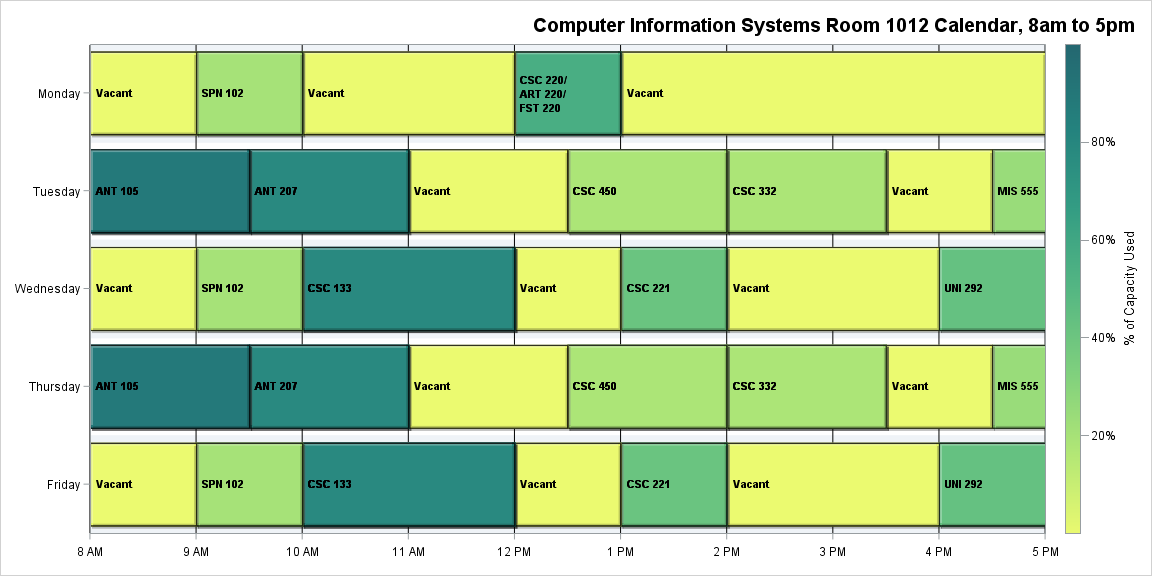 Computer Information Systems Room 1012 Calendar, 8am to 5pm
Monday
Vacant
SPN 102
Vacant
CSC 220/
ART 220/
FST 220
Vacant
Tuesday
ANT 105
ANT 207
Vacant
CSC 450
CSC 332
Vacant
MIS 555
Wednesday
Vacant
SPN 102
CSC 133
Vacant
CSC 221
Vacant
UNI 292
Thursday
ANT 105
ANT 207
Vacant
CSC 450
CSC 332
Vacant
MIS 555
Friday
Vacant
SPN 102
CSC 133
Vacant
CSC 221
Vacant
UNI 292
8 AM
9 AM
10 AM
11 AM
12 PM
1 PM
2 PM
3 PM
4 PM
5 PM
80%
60%
40%
20%
% of Capacity Used